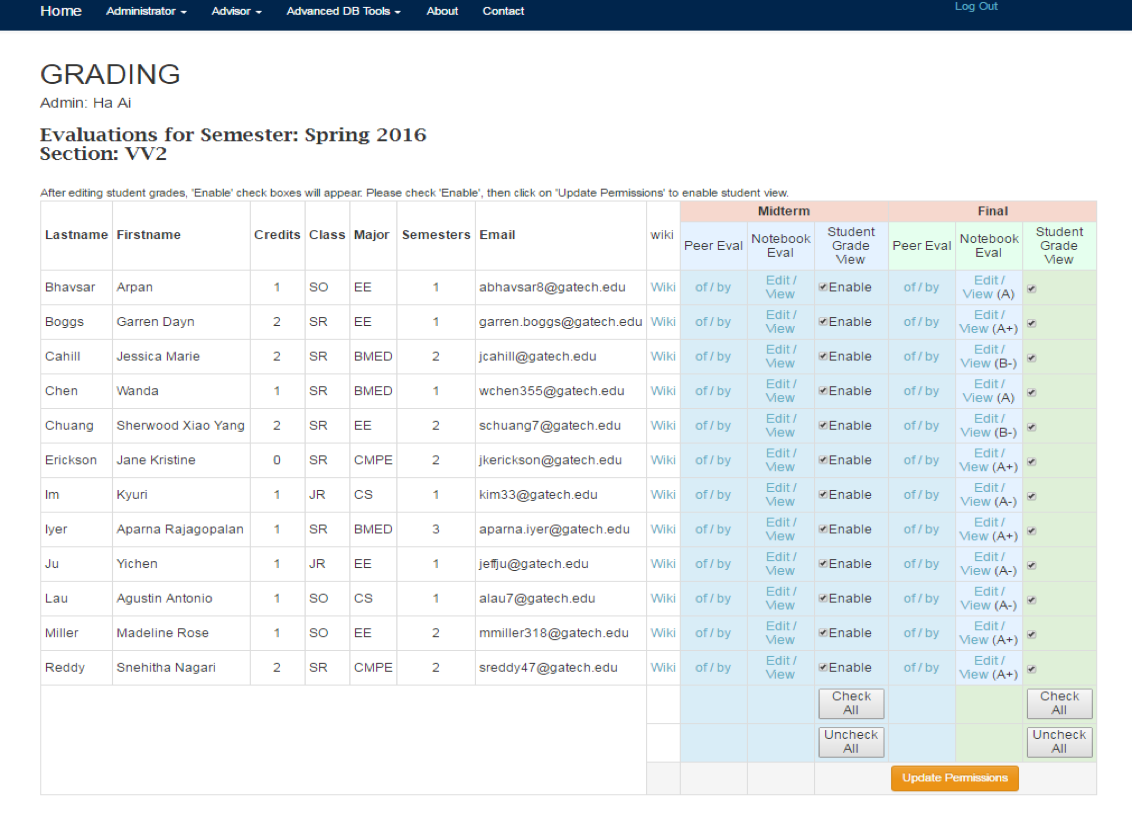 Home Administrator Advisor Advanced DB Tools About Contact Log Out
GRADING
Admin: Ha Ai
Evaluations for Semester: Spring 2016
Section: VV2
After editing student grades, 'Enable' check boxes will appear. Please check 'Enable', then click on 'Update Permissions' to enable student view.
Midterm Final
Lastname Firstname Credits Class Major Semesters Email wiki Peer Eval Notebook Eval Student Grade View Peer Eval Notebook Eval Student Grade View
Bhavsar Arpan 1 SO EE 1 abhavsar8@gatech.edu Wiki of / by Edit / View Enable of / by Edit / View (A)
Boggs Garren Dayn 2 SR EE 1 garren.boggs@gatech.edu Wiki of / by Edit / View Enable of / by Edit / View (A+)
Cahill Jessica Marie 2 SR BMED 2 jcahill@gatech.edu Wiki of / by Edit / View Enable of / by Edit / View (B-)
Chen Wanda 1 SR BMED 1 wchen355@gatech.edu Wiki of / by Edit / View Enable of / by Edit / View (A)
Chuang Sherwood Xiao Yang 2 SR EE 2 schuang7@gatech.edu Wiki of / by Edit / View Enable of / by Edit / View (B-)
Erickson Jane Kristine 0 SR CMPE 2 jkerickson@gatech.edu Wiki of / by Edit / View Enable of / by Edit / View (A+)
Im Kyuri 1 JR CS 1 kim33@gatech.edu Wiki of / by Edit / View Enable of / by Edit / View (A-)
Iyer Aparna Rajagopalan 1 SR BMED 3 aparna.iyer@gatech.edu Wiki of / by Edit / View Enable of / by Edit / View (A+)
Ju Yichen 1 JR EE 1 jeffju@gatech.edu Wiki of / by Edit / View Enable of / by Edit / View (A-)
Lau Agustin Antonio 1 SO CS 1 alau7@gatech.edu Wiki of / by Edit / View Enable of / by Edit / View (A-)
Miller Madeline Rose 1 SO EE 2 mmiller318@gatech.edu Wiki of / by Edit / View Enable of / by Edit / View (A+)
Reddy Snehitha Nagari 2 SR CMPE 2 sreddy47@gatech.edu Wiki of / by Edit / View Enable of / by Edit / View (A+)
Check All Check All
Uncheck All Uncheck All
Update Permissions